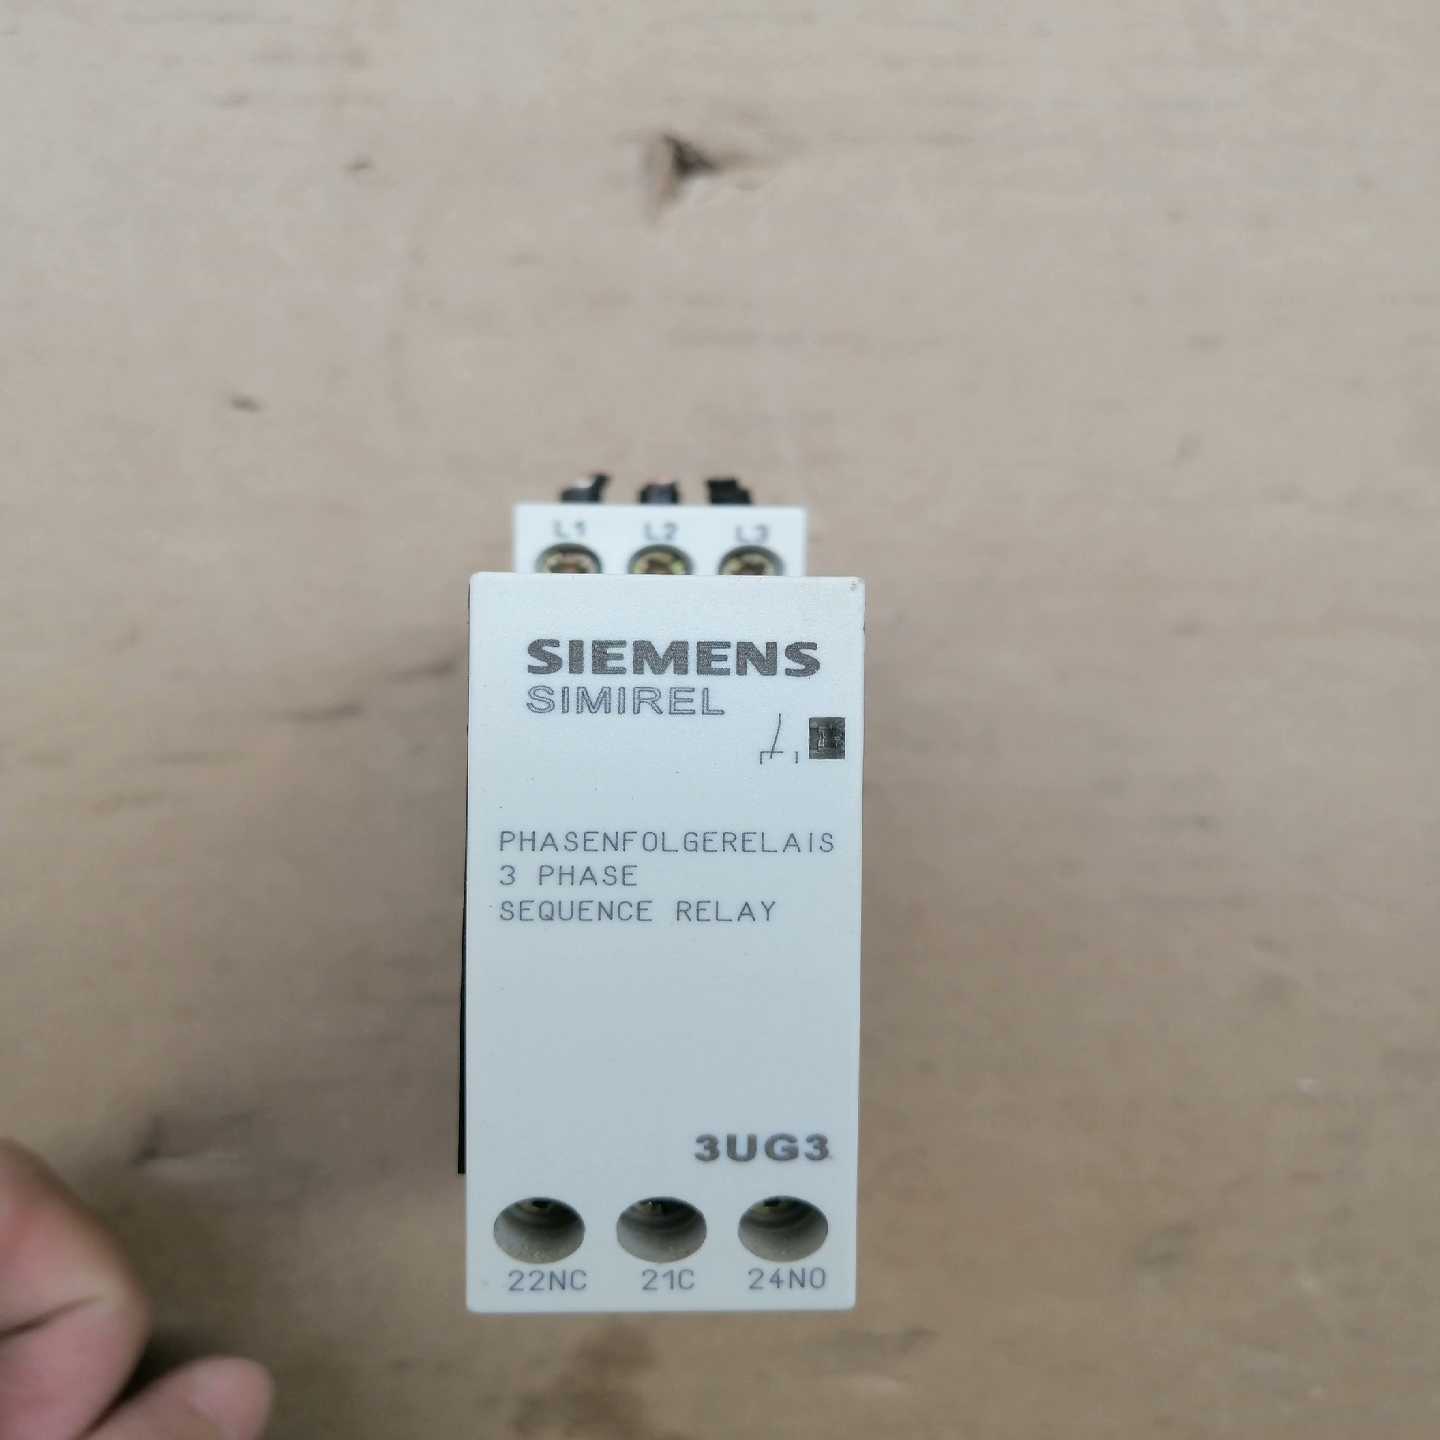 L1 L2 L3
SIEMENS
SIMIREL
PHASENFOLGERELAIS
3 PHASE
SEQUENCE RELAY
3UG3
22NC 21C 24NO